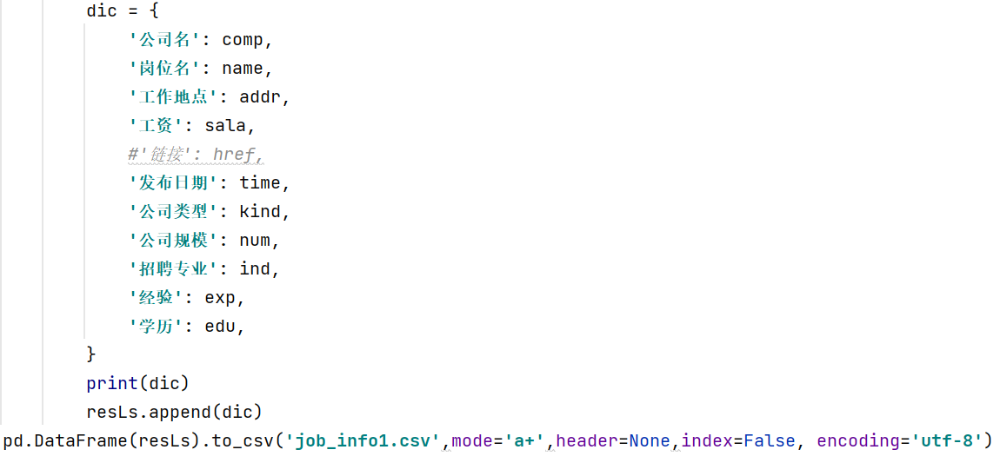 dic = {
'公司名': comp,
'岗位名': name,
'工作地点': addr,
'工资': sala,
#'链接': href,
'发布日期': time,
'公司类型': kind,
'公司规模': num,
'招聘专业': ind,
'经验': exp,
'学历': edu,
}
print(dic)
resLs.append(dic)
pd.DataFrame(resLs).to_csv('job_info1.csv',mode='a+',header=None,index=False, encoding='utf-8')